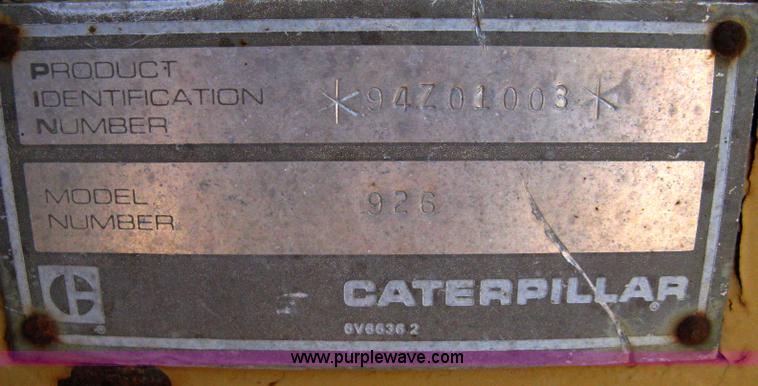 PRODUCT
IDENTIFICATION
NUMBER
*94Z01003*
MODEL
NUMBER
926
CATERPILLAR
6V6636 2
www.purplewave.com